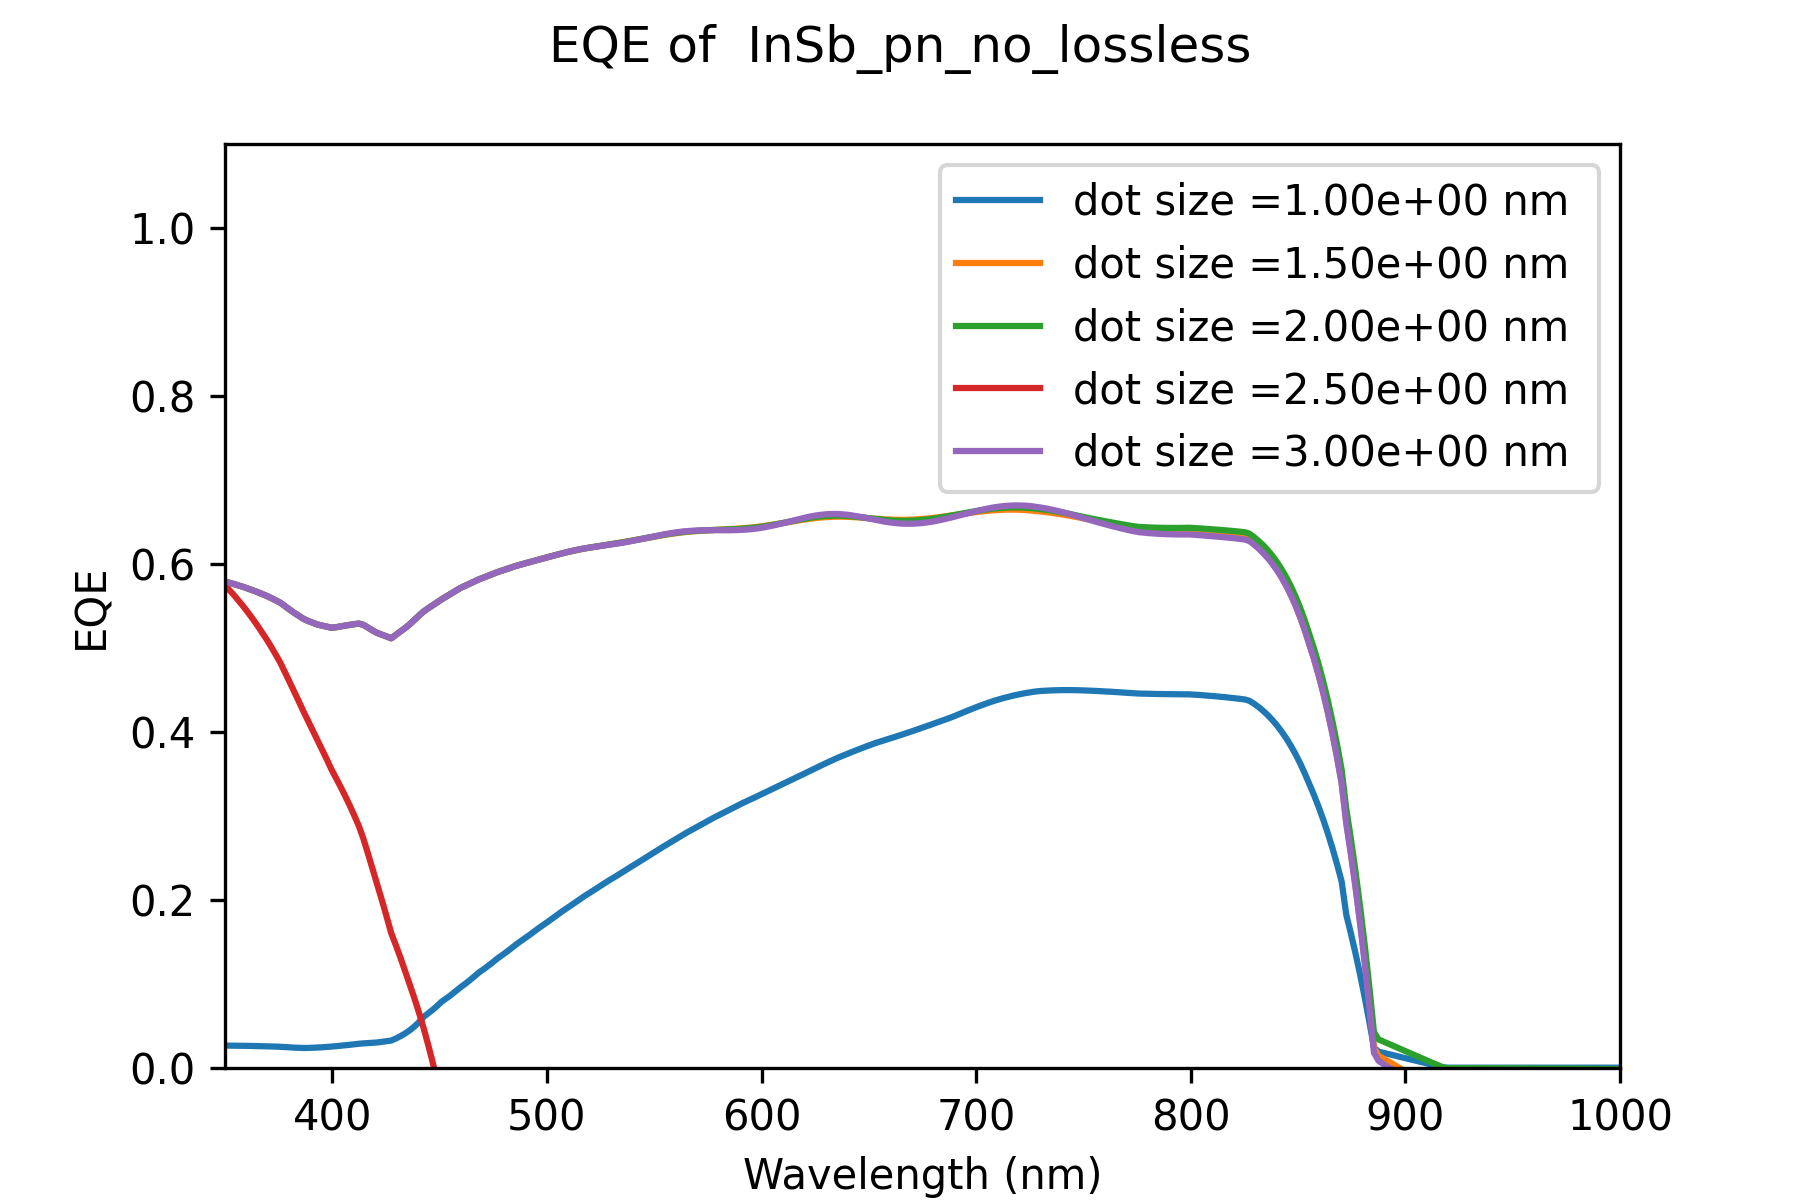 EQE of  InSb_pn_no_lossless
dot size =1.00e+00 nm
dot size =1.50e+00 nm
dot size =2.00e+00 nm
dot size =2.50e+00 nm
dot size =3.00e+00 nm
1.0
0.8
0.6
0.4
0.2
0.0
EQE
400 500 600 700 800 900 1000
Wavelength (nm)